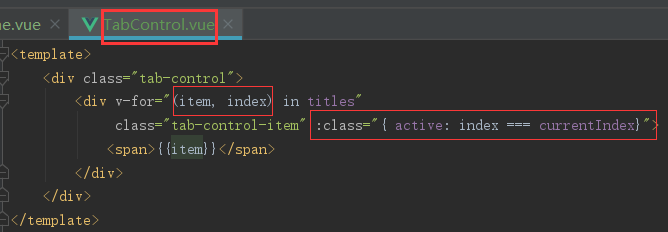 ne.vue × TabControl.vue ×
<template>
<div class="tab-control">
<div v-for="(item, index) in titles"
class="tab-control-item" :class="{ active: index === currentIndex}">
<span>{{item}}</span>
</div>
</div>
</template>